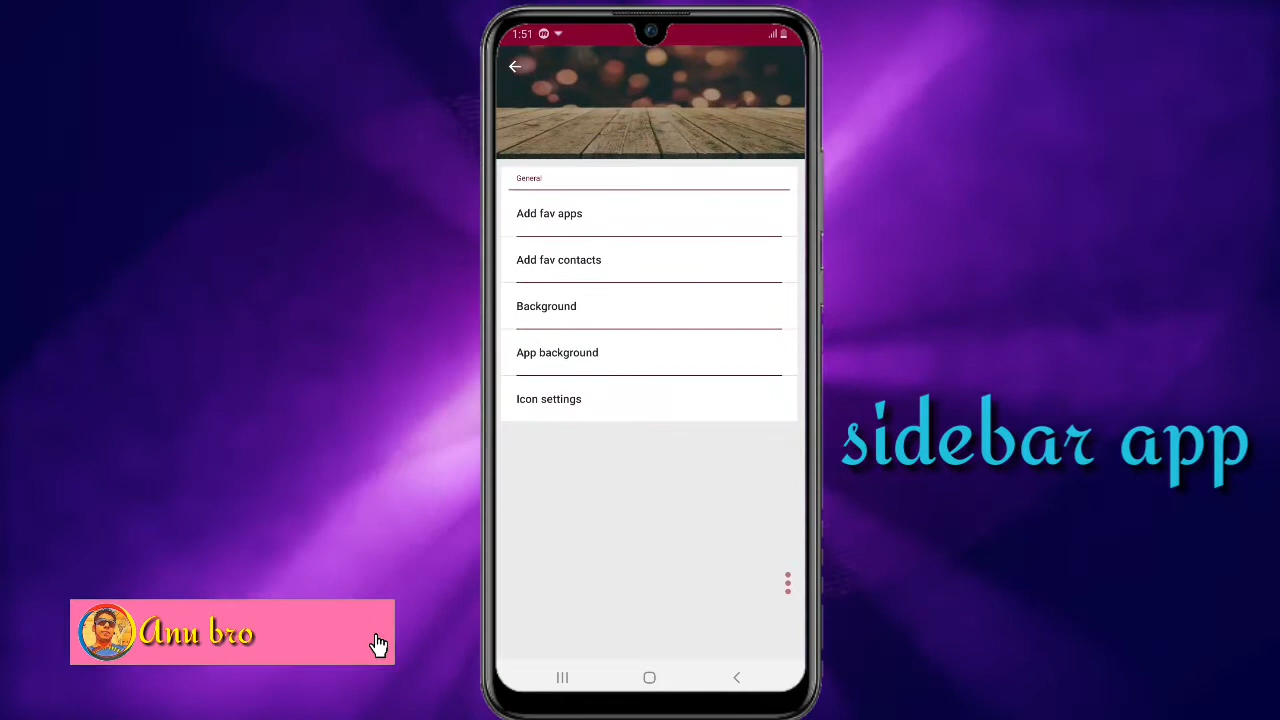 1:51
General
Add fav apps
Add fav contacts
Background
App background
Icon settings
sidebar app
Anu bro